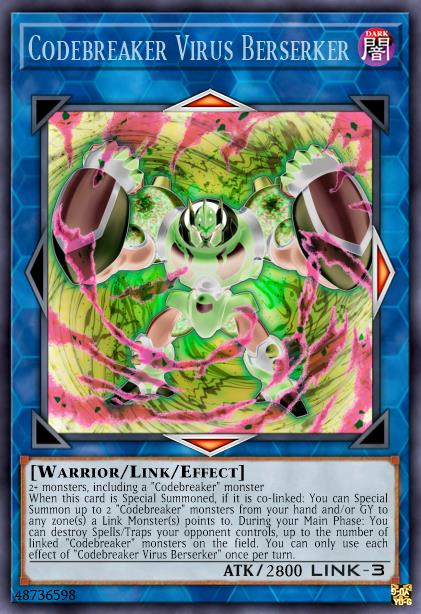 CODEBREAKER VIRUS BERSERKER
DARK
闇
[WARRIOR/LINK/EFFECT]
2+ monsters, including a "Codebreaker" monster
When this card is Special Summoned, if it is co-linked: You can Special
Summon up to 2 "Codebreaker" monsters from your hand and/or GY to
any zone(s) a Link Monster(s) points to. During your Main Phase: You
can destroy Spells/Traps your opponent controls, up to the number of
linked "Codebreaker" monsters on the field. You can only use each
effect of "Codebreaker Virus Berserker" once per turn.
ATK/2800 LINK-3
48736598